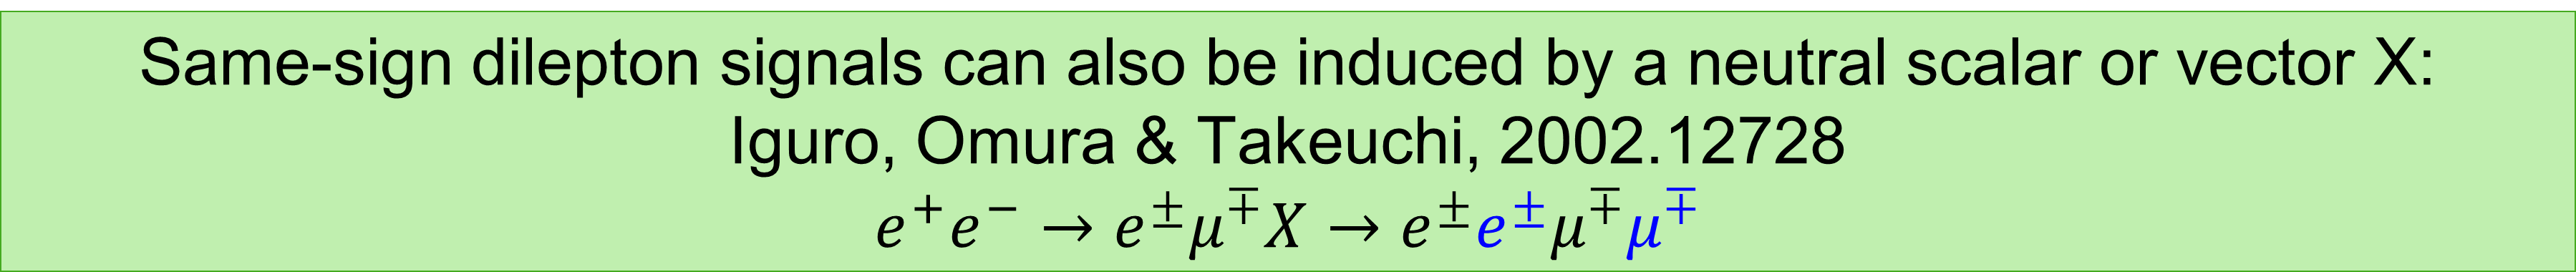 Same-sign dilepton signals can also be induced by a neutral scalar or vector X:
Iguro, Omura & Takeuchi, 2002.12728
e⁺e⁻ → e^±μ^∓X → e^±e^±μ^∓μ^∓